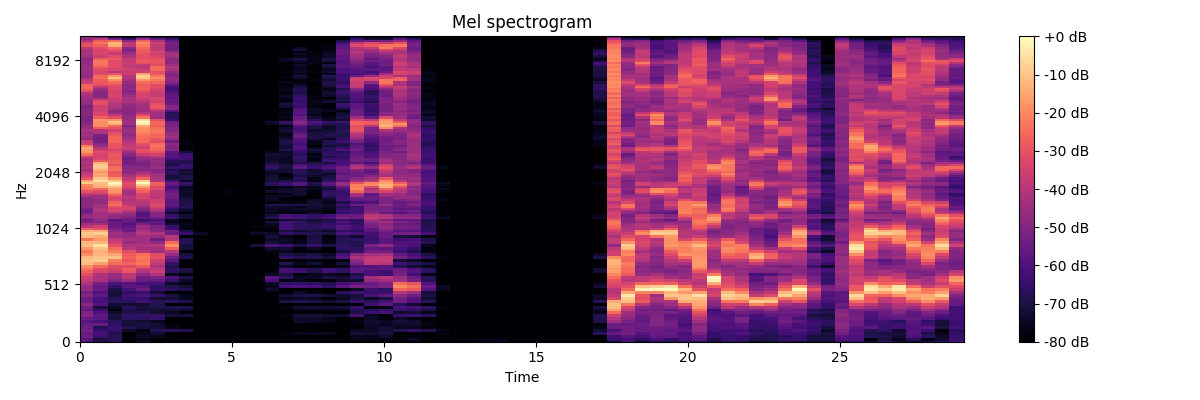 Mel spectrogram
Hz
8192
4096
2048
1024
512
0
0 5 10 15 20 25
Time
+0 dB
-10 dB
-20 dB
-30 dB
-40 dB
-50 dB
-60 dB
-70 dB
-80 dB